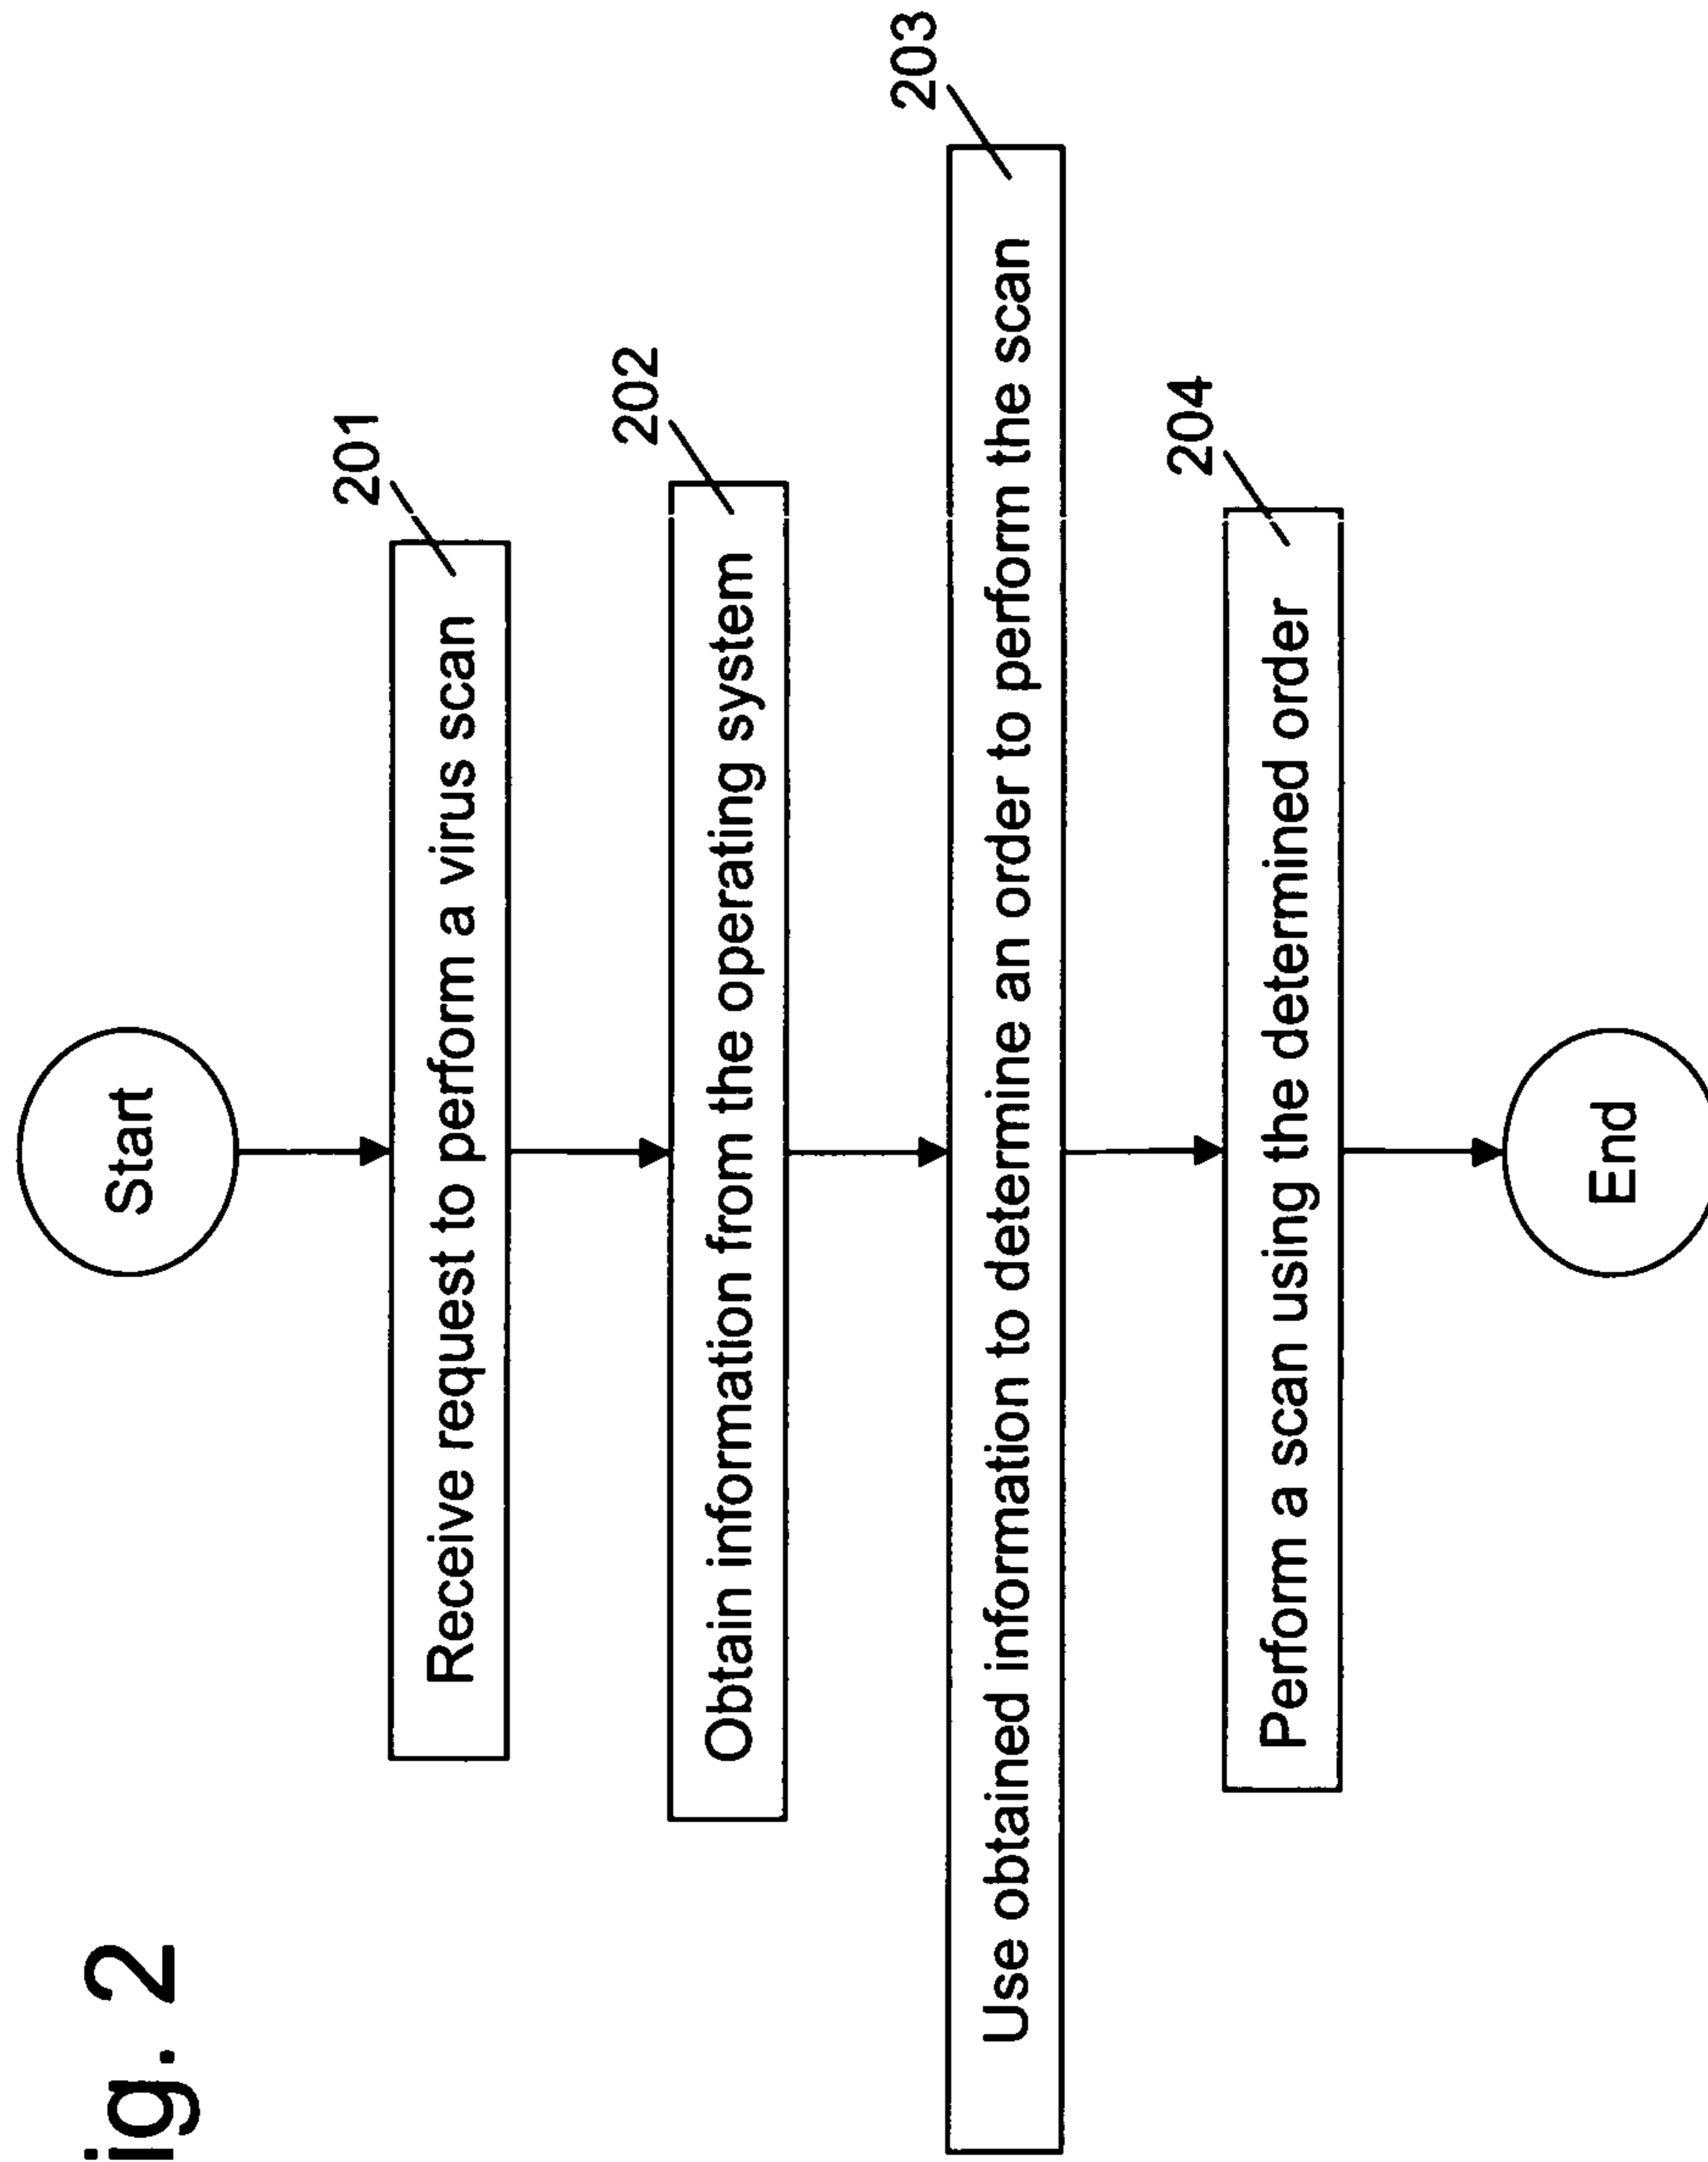 ig. 2
Start
201
Receive request to perform a virus scan
202
Obtain information from the operating system
203
Use obtained information to determine an order to perform the scan
204
Perform a scan using the determined order
End